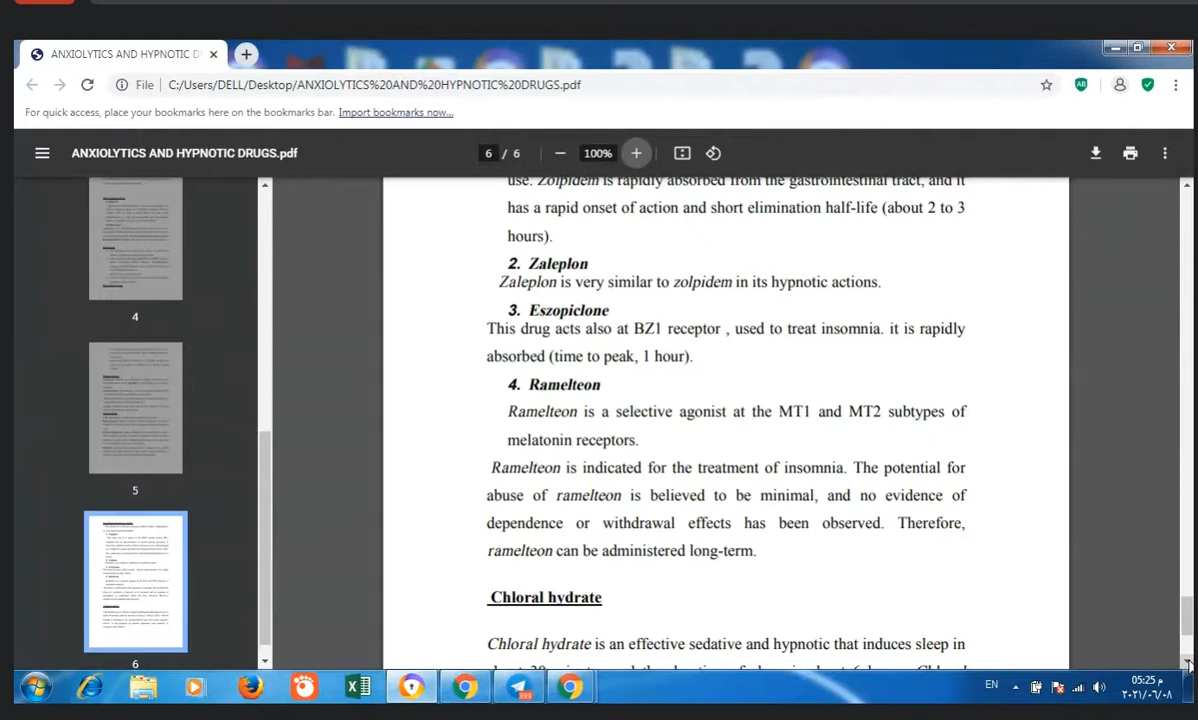 ANXIOLYTICS AND HYPNOTIC D
File C:/Users/DELL/Desktop/ANXIOLYTICS%20AND%20HYPNOTIC%20DRUGS.pdf
For quick access, place your bookmarks here on the bookmarks bar. Import bookmarks now...
ANXIOLYTICS AND HYPNOTIC DRUGS.pdf 6 / 6 100%
use. Zolpidem is rapidly absorbed from the gastrointestinal tract, and it
has a rapid onset of action and short elimination half-life (about 2 to 3
hours).
2. Zaleplon
Zaleplon is very similar to zolpidem in its hypnotic actions.
3. Eszopiclone
This drug acts also at BZ1 receptor , used to treat insomnia. it is rapidly
absorbed (time to peak, 1 hour).
4. Ramelteon
Ramelteon is a selective agonist at the MT1 and MT2 subtypes of
melatonin receptors.
Ramelteon is indicated for the treatment of insomnia. The potential for
abuse of ramelteon is believed to be minimal, and no evidence of
dependence or withdrawal effects has been observed. Therefore,
ramelteon can be administered long-term.
Chloral hydrate
Chloral hydrate is an effective sedative and hypnotic that induces sleep in
4
5
6
EN
05:25 م
٢٠٢١/٠٦/٠٨